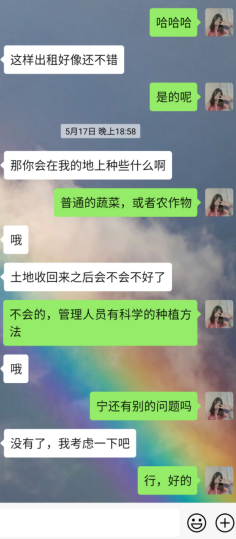 哈哈哈
这样出租好像还不错
是的呢
5月17日 晚上18:58
那你会在我的地上种些什么啊
普通的蔬菜，或者农作物
哦
土地收回来之后会不会不好了
不会的，管理人员有科学的种植方
法
哦
宁还有别的问题吗
没有了，我考虑一下吧
行，好的